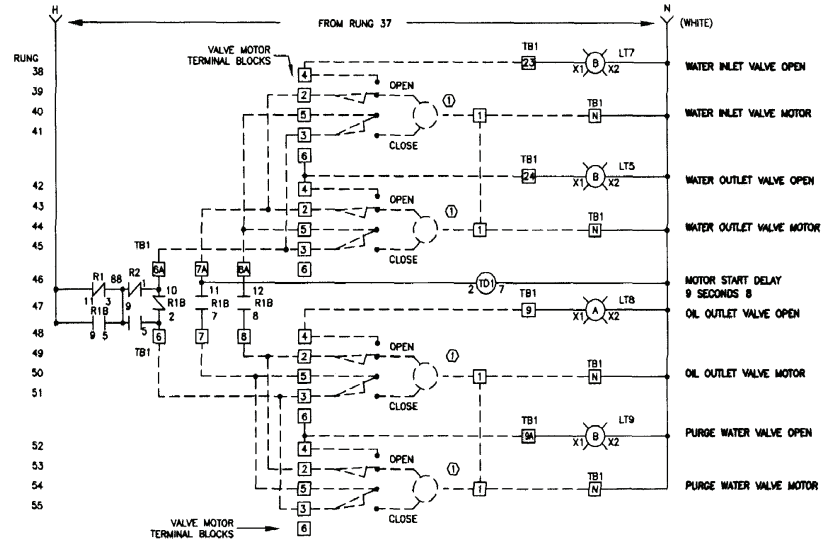 H
FROM RUNG 37
N
(WHITE)
RUNG
VALVE MOTOR
TERMINAL BLOCKS
38
4
TB1
23
X1 B X2
LT7
WATER INLET VALVE OPEN
39
2
OPEN
1
40
5
1
TB1
N
WATER INLET VALVE MOTOR
41
3
CLOSE
6
TB1
24
X1 B X2
LT5
WATER OUTLET VALVE OPEN
42
4
OPEN
1
43
2
44
5
1
TB1
N
WATER OUTLET VALVE MOTOR
45
3
CLOSE
TB1
6A
7A
8A
6
46
R1
88
R2
1
10
11
12
2 TD1 7
MOTOR START DELAY
9 SECONDS 8
11
3
9
R1B
R1B
R1B
47
R1B
2
7
8
4
TB1
9
X1 A X2
LT8
OIL OUTLET VALVE OPEN
9
5
5
48
TB1
6
7
8
OPEN
1
49
2
50
5
1
TB1
N
OIL OUTLET VALVE MOTOR
51
3
CLOSE
6
TB1
9A
X1 B X2
LT9
PURGE WATER VALVE OPEN
52
4
OPEN
1
53
2
54
5
1
TB1
N
PURGE WATER VALVE MOTOR
55
3
CLOSE
VALVE MOTOR
TERMINAL BLOCKS
6